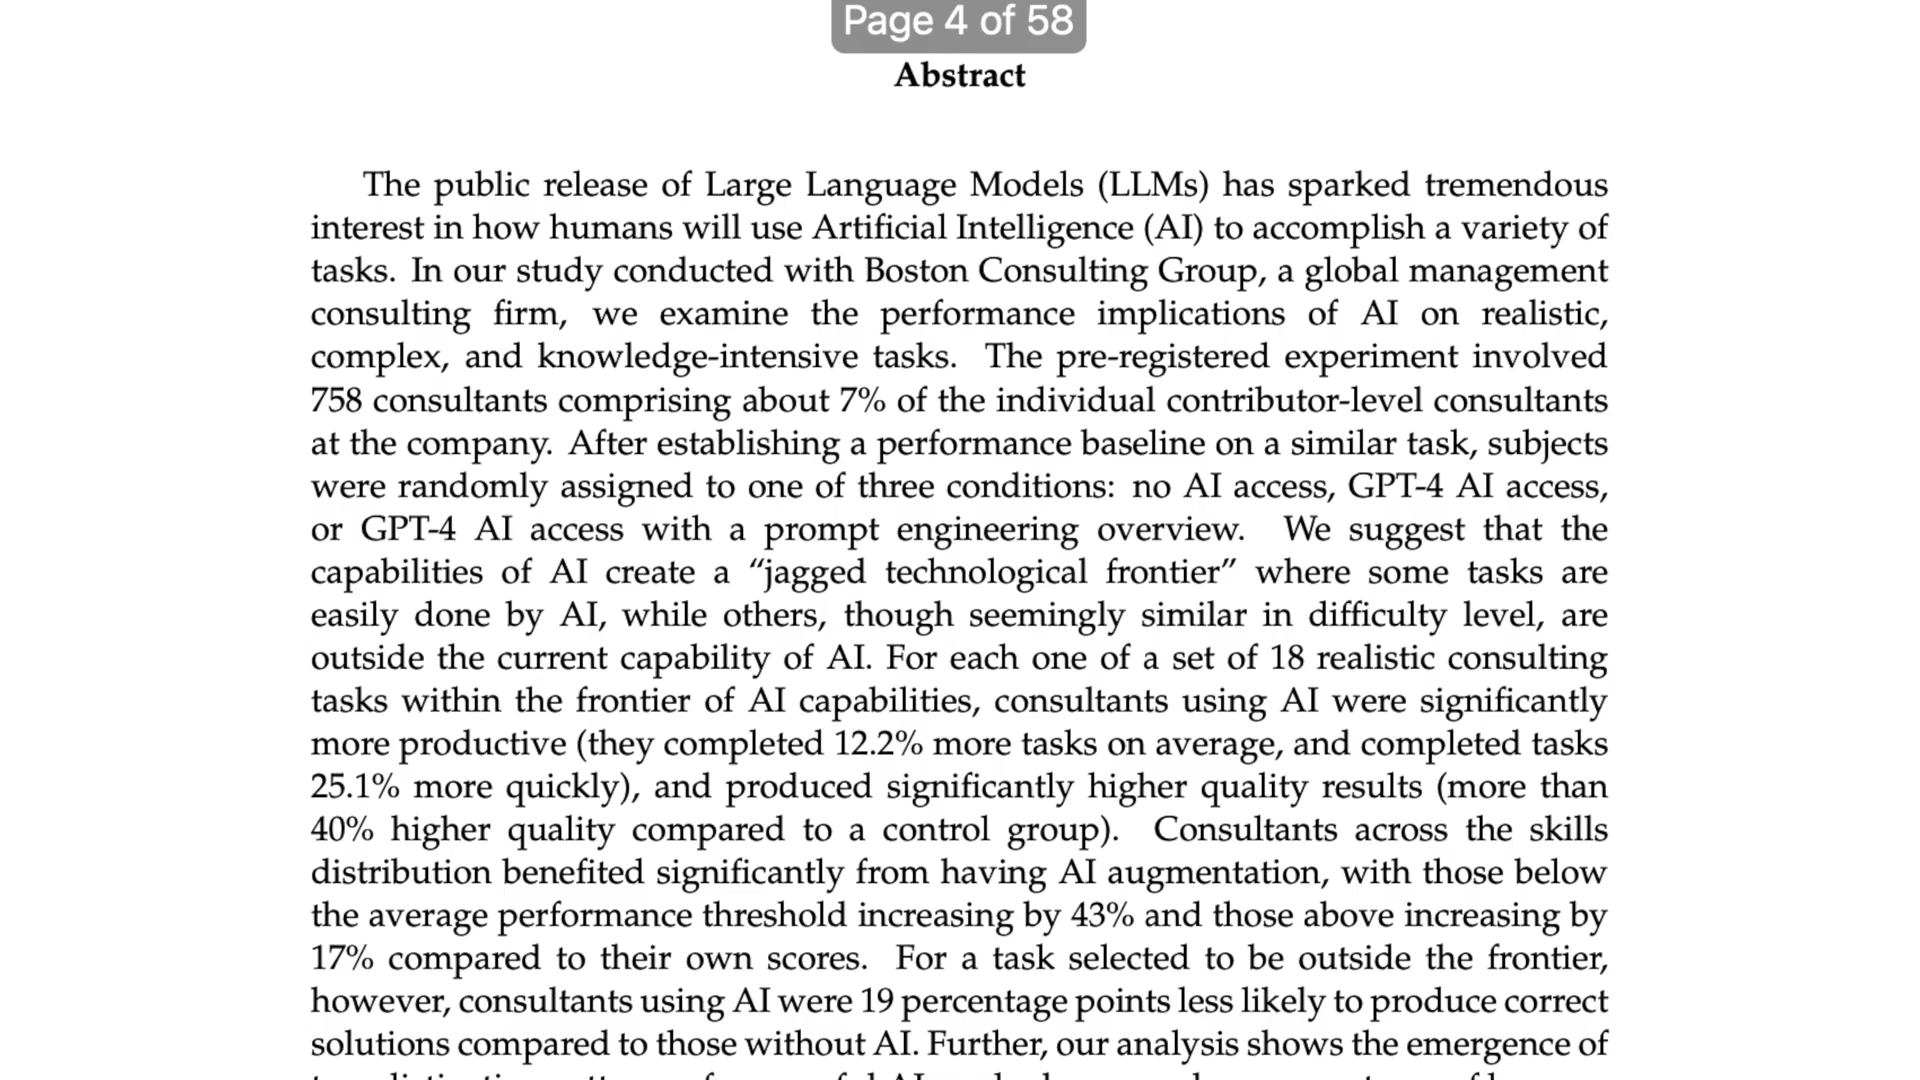 Page 4 of 58
Abstract
The public release of Large Language Models (LLMs) has sparked tremendous
interest in how humans will use Artificial Intelligence (AI) to accomplish a variety of
tasks. In our study conducted with Boston Consulting Group, a global management
consulting firm, we examine the performance implications of AI on realistic,
complex, and knowledge-intensive tasks. The pre-registered experiment involved
758 consultants comprising about 7% of the individual contributor-level consultants
at the company. After establishing a performance baseline on a similar task, subjects
were randomly assigned to one of three conditions: no AI access, GPT-4 AI access,
or GPT-4 AI access with a prompt engineering overview. We suggest that the
capabilities of AI create a “jagged technological frontier” where some tasks are
easily done by AI, while others, though seemingly similar in difficulty level, are
outside the current capability of AI. For each one of a set of 18 realistic consulting
tasks within the frontier of AI capabilities, consultants using AI were significantly
more productive (they completed 12.2% more tasks on average, and completed tasks
25.1% more quickly), and produced significantly higher quality results (more than
40% higher quality compared to a control group). Consultants across the skills
distribution benefited significantly from having AI augmentation, with those below
the average performance threshold increasing by 43% and those above increasing by
17% compared to their own scores. For a task selected to be outside the frontier,
however, consultants using AI were 19 percentage points less likely to produce correct
solutions compared to those without AI. Further, our analysis shows the emergence of